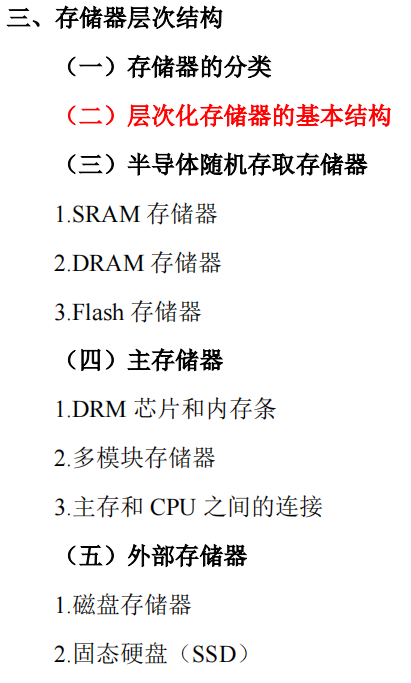 三、存储器层次结构
（一）存储器的分类
（二）层次化存储器的基本结构
（三）半导体随机存取存储器
1.SRAM 存储器
2.DRAM 存储器
3.Flash 存储器
（四）主存储器
1.DRM 芯片和内存条
2.多模块存储器
3.主存和 CPU 之间的连接
（五）外部存储器
1.磁盘存储器
2.固态硬盘（SSD）